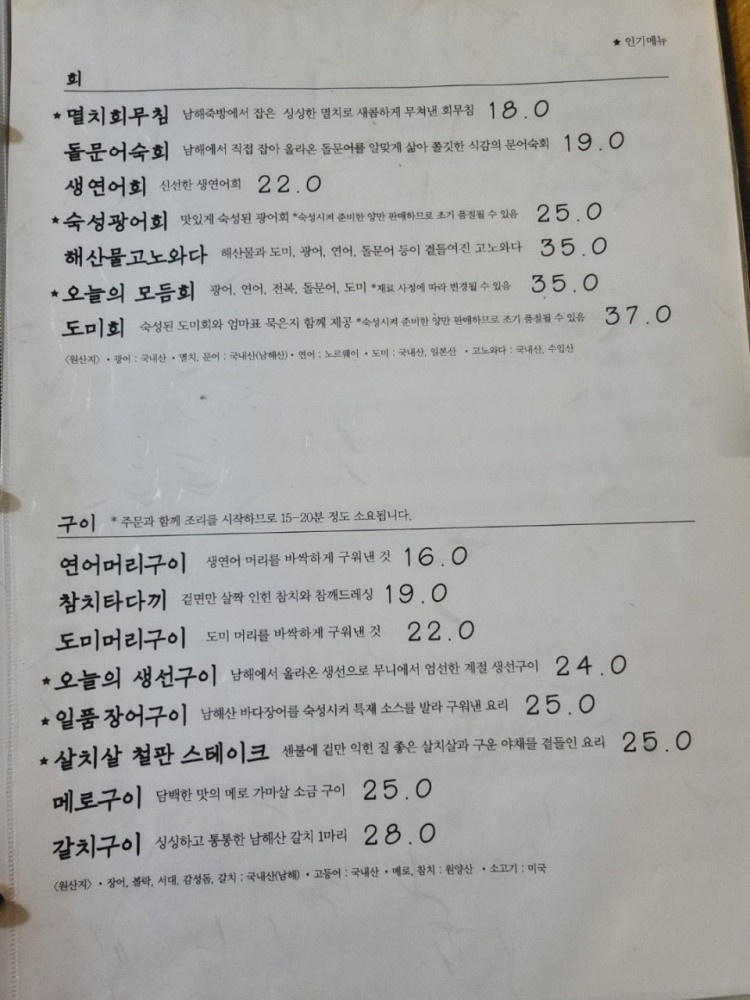 ★ 인기메뉴
회
★ 멸치회무침 남해죽방에서 잡은 싱싱한 멸치로 새콤하게 무쳐낸 회무침 18.0
돌문어숙회 남해에서 직접 잡아 올라온 돌문어를 알맞게 삶아 쫄깃한 식감의 문어숙회 19.0
생연어회 신선한 생연어회 22.0
★ 숙성광어회 맛있게 숙성된 광어회 *숙성시켜 준비한 양만 판매하므로 조기 품절될 수 있음 25.0
해산물고노와다 해산물과 도미, 광어, 연어, 돌문어 등이 곁들여진 고노와다 35.0
★ 오늘의 모듬회 광어, 연어, 전복, 돌문어, 도미 *재료 사정에 따라 변경될 수 있음 35.0
도미회 숙성된 도미회와 엄마표 묵은지 함께 제공 *숙성시켜 준비한 양만 판매하므로 조기 품절될 수 있음 37.0
〈원산지〉 • 광어 : 국내산 • 멸치, 문어 : 국내산(남해산) • 연어 : 노르웨이 • 도미 : 국내산, 일본산 • 고노와다 : 국내산, 수입산
구이 * 주문과 함께 조리를 시작하므로 15-20분 정도 소요됩니다.
연어머리구이 생연어 머리를 바싹하게 구워낸 것 16.0
참치타다끼 겉면만 살짝 인힌 참치와 참깨드레싱 19.0
도미머리구이 도미 머리를 바싹하게 구워낸 것 22.0
★ 오늘의 생선구이 남해에서 올라온 생선으로 무니에서 엄선한 계절 생선구이 24.0
★ 일품장어구이 남해산 바다장어를 숙성시켜 특재 소스를 발라 구워낸 요리 25.0
★ 살치살 철판 스테이크 센불에 겉만 익힌 질 좋은 살치살과 구운 야채를 곁들인 요리 25.0
메로구이 담백한 맛의 메로 가마살 소금 구이 25.0
갈치구이 싱싱하고 통통한 남해산 갈치 1마리 28.0
〈원산지〉 • 장어, 볼락, 서대, 감성돔, 갈치 : 국내산(남해) • 고등어 : 국내산 • 메로, 참치 : 원양산 • 소고기 : 미국